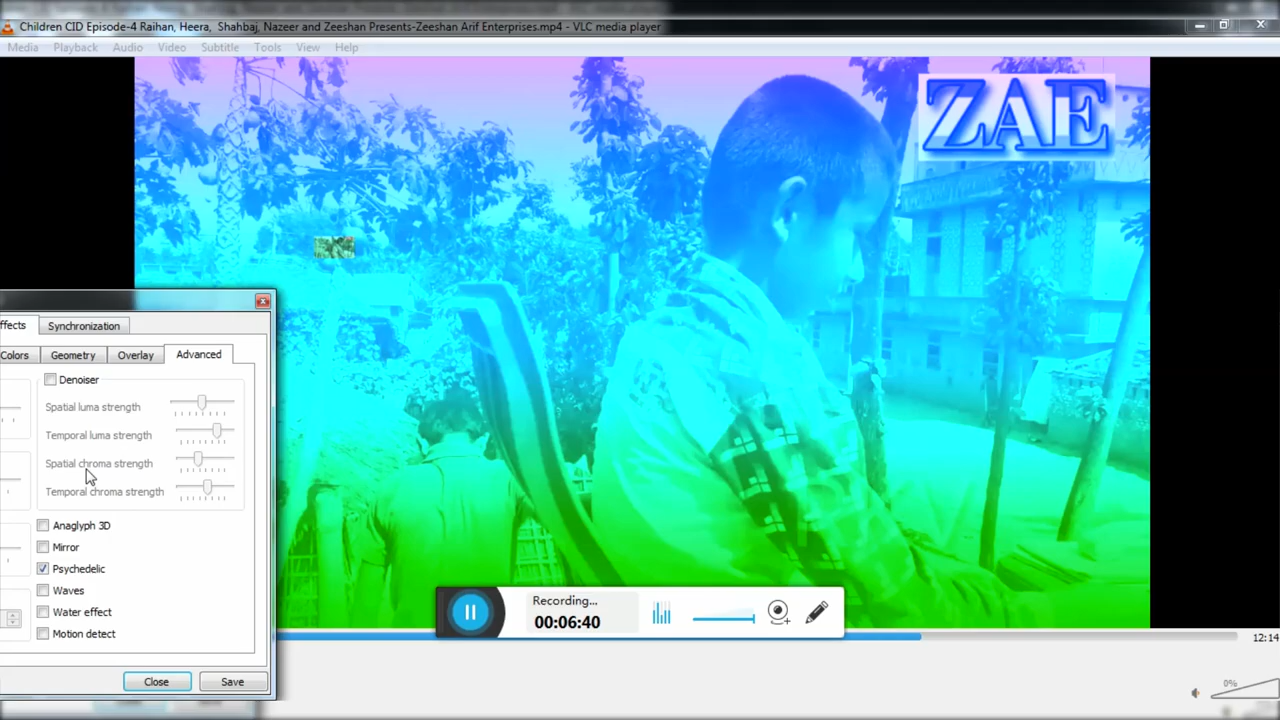 Children CID Episode-4 Raihan, Heera, Shahbaj, Nazeer and Zeeshan Presents-Zeeshan Arif Enterprises.mp4 - VLC media player
Media Playback Audio Video Subtitle Tools View Help
ZAE
ffects Synchronization
Colors Geometry Overlay Advanced
Denoiser
Spatial luma strength
Temporal luma strength
Spatial chroma strength
Temporal chroma strength
Anaglyph 3D
Mirror
Psychedelic
Waves
Water effect
Motion detect
Close Save
Recording...
00:06:40
12:14
0%